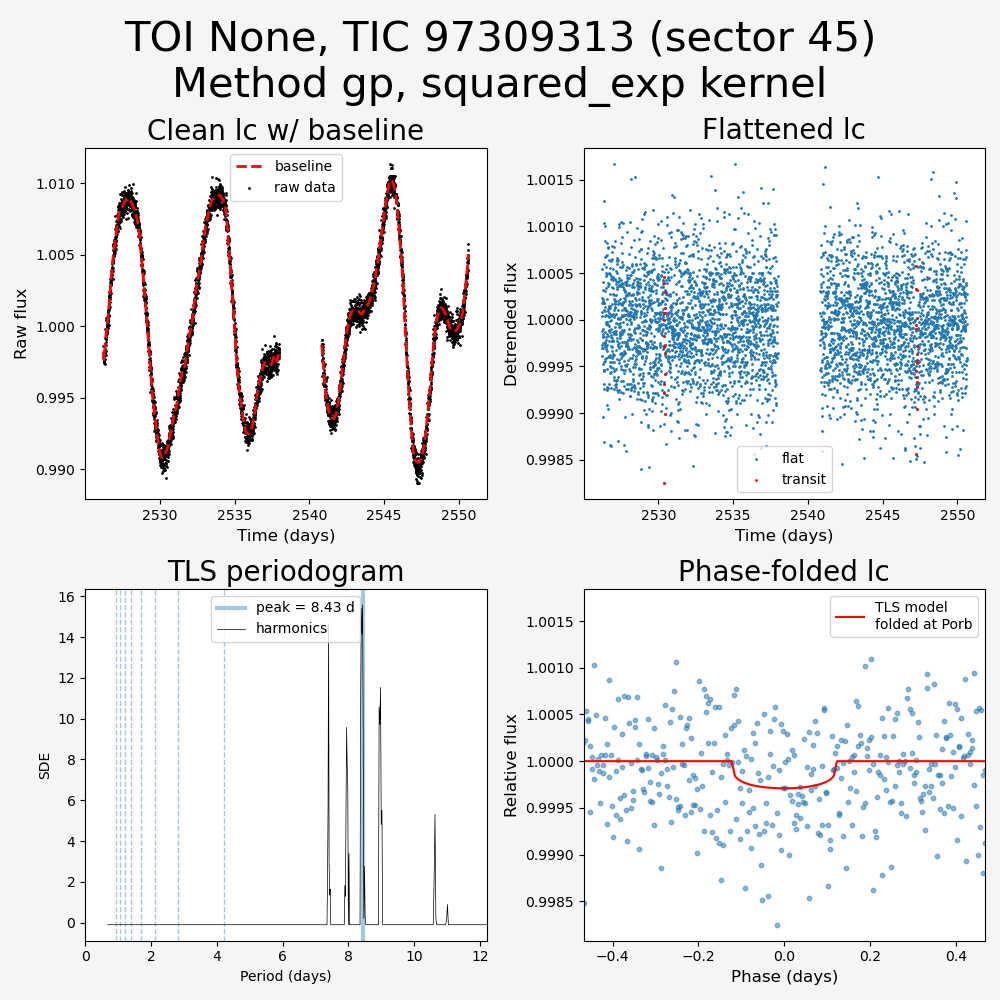 TOI None, TIC 97309313 (sector 45)
Method gp, squared_exp kernel
Clean lc w/ baseline
baseline
raw data
1.010
1.005
1.000
0.995
0.990
Raw flux
2530 2535 2540 2545 2550
Time (days)
Flattened lc
1.0015
1.0010
1.0005
1.0000
0.9995
0.9990
0.9985
Detrended flux
flat
transit
2530 2535 2540 2545 2550
Time (days)
TLS periodogram
peak = 8.43 d
harmonics
16
14
12
10
8
6
4
2
0
SDE
0 2 4 6 8 10 12
Period (days)
Phase-folded lc
TLS model
folded at Porb
1.0015
1.0010
1.0005
1.0000
0.9995
0.9990
0.9985
Relative flux
−0.4 −0.2 0.0 0.2 0.4
Phase (days)